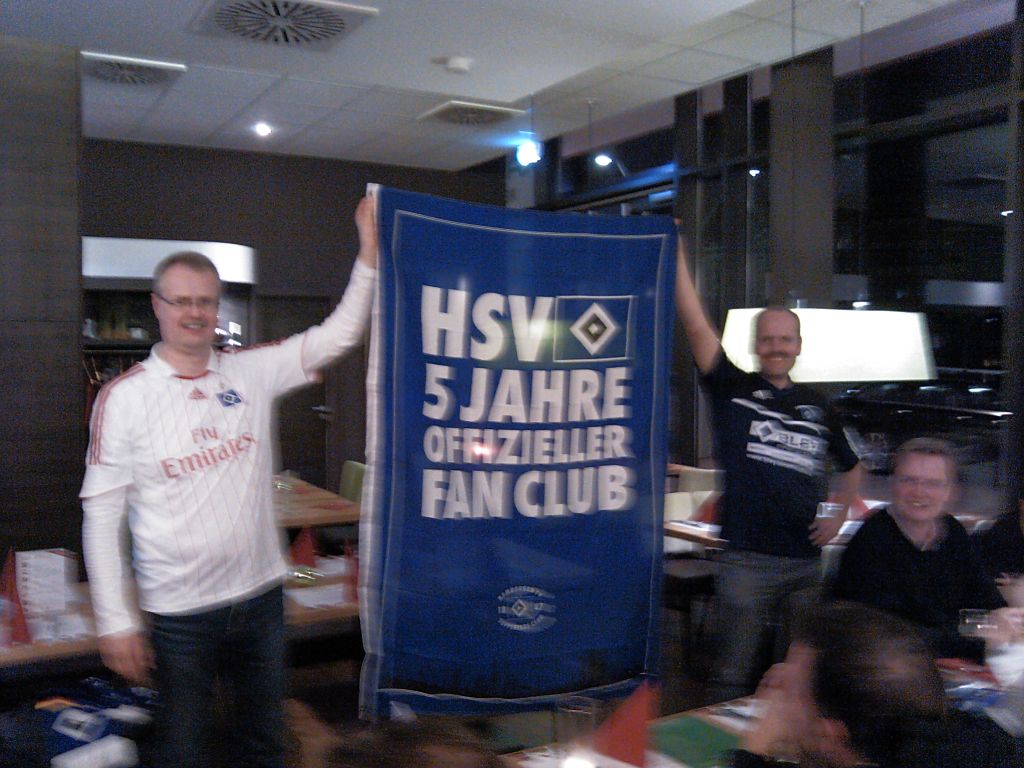 HSV
5 JAHRE
OFFIZIELLER
FAN CLUB
Fly
Emirates